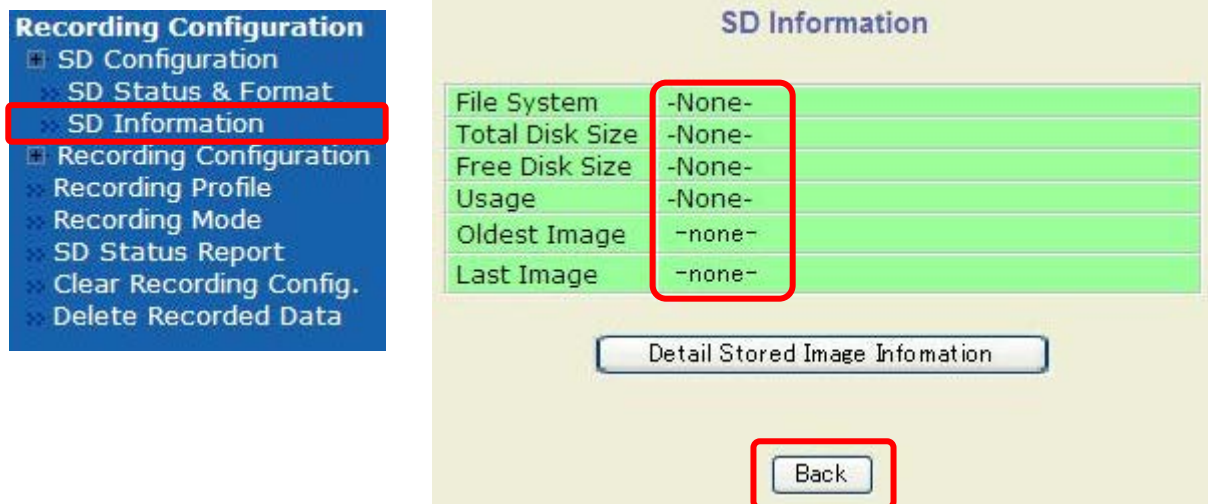 Recording Configuration
SD Configuration
SD Status & Format
SD Information
Recording Configuration
Recording Profile
Recording Mode
SD Status Report
Clear Recording Config.
Delete Recorded Data
SD Information
File System -None-
Total Disk Size -None-
Free Disk Size -None-
Usage -None-
Oldest Image -none-
Last Image -none-
Detail Stored Image Infomation
Back